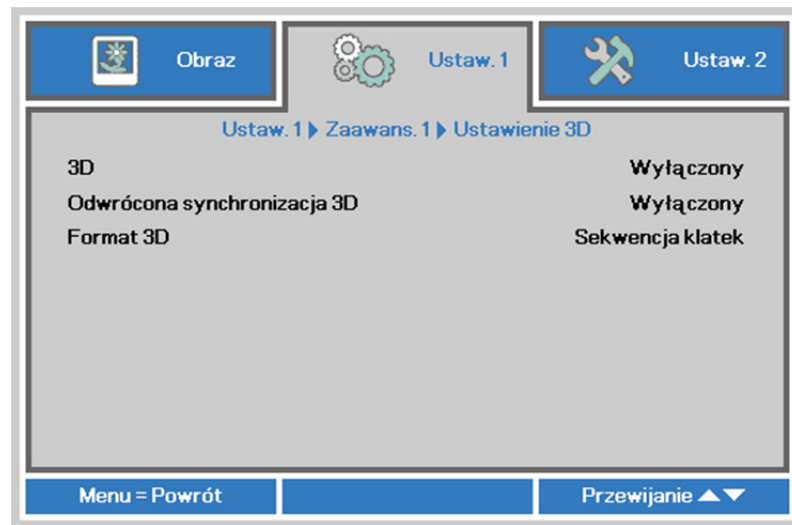 Obraz
Ustaw. 1
Ustaw. 2
Ustaw. 1 ▶ Zaawans. 1 ▶ Ustawienie 3D
3D Wyłączony
Odwrócona synchronizacja 3D Wyłączony
Format 3D Sekwencja klatek
Menu = Powrót
Przewijanie ▲▼